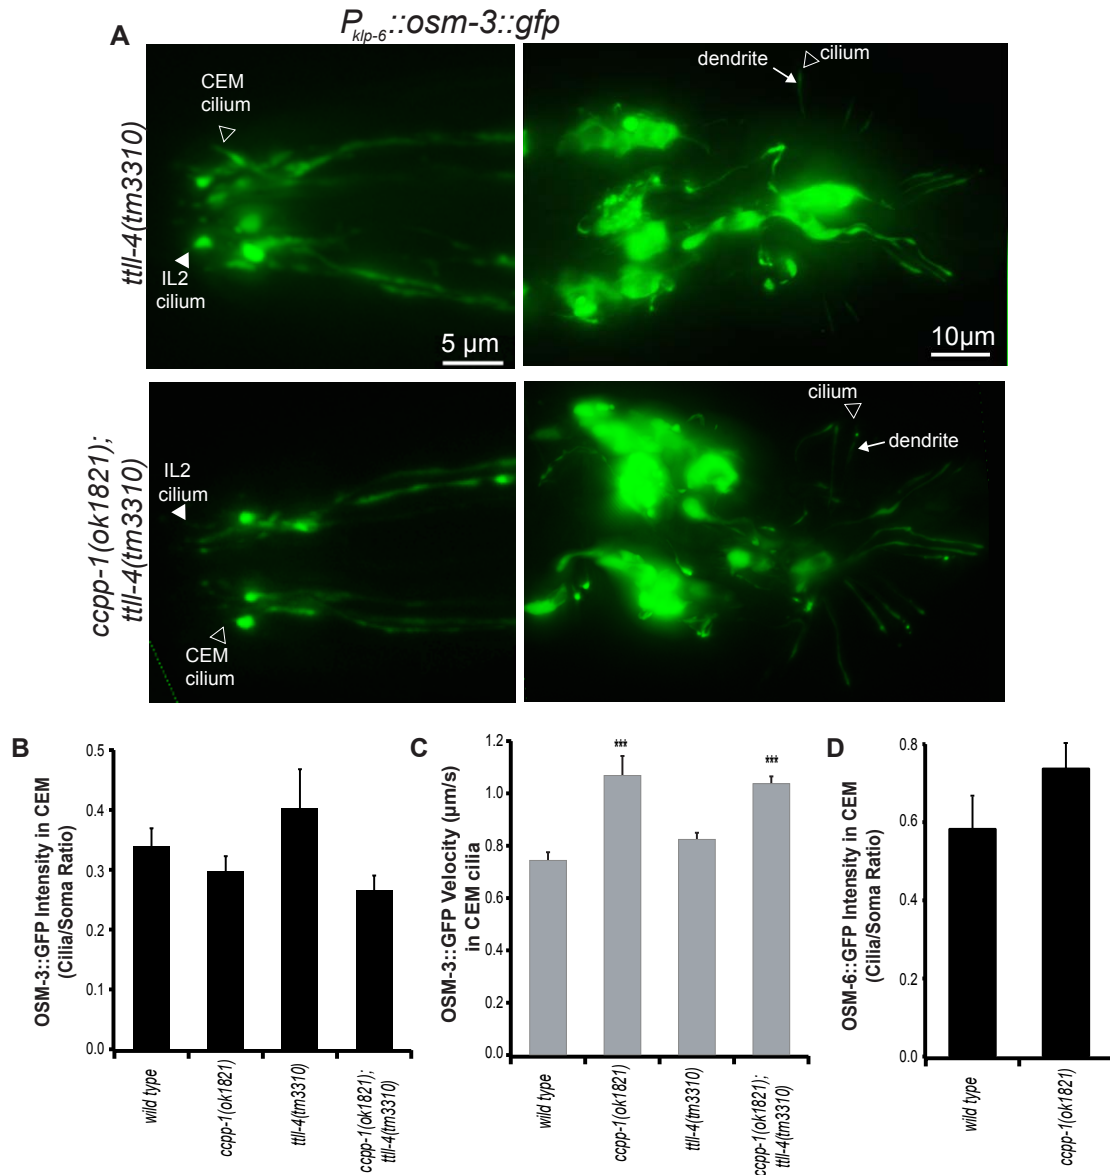 P_klp-6::osm-3::gfp
A
CEM
cilium
IL2
cilium
5 µm
ttll-4(tm3310)
dendrite
cilium
10µm
IL2
cilium
CEM
cilium
ccpp-1(ok1821);
ttll-4(tm3310)
cilium
dendrite
B
OSM-3::GFP Intensity in CEM
(Cilia/Soma Ratio)
0.5
0.4
0.3
0.2
0.1
0.0
wild type
ccpp-1(ok1821)
ttll-4(tm3310)
ccpp-1(ok1821);
ttll-4(tm3310)
C
OSM-3::GFP Velocity (µm/s)
in CEM cilia
1.2
1.0
0.8
0.6
0.4
0.2
0.0
***
***
wild type
ccpp-1(ok1821)
ttll-4(tm3310)
ccpp-1(ok1821);
ttll-4(tm3310)
D
OSM-6::GFP Intensity in CEM
(Cilia/Soma Ratio)
0.8
0.6
0.4
0.2
0.0
wild type
ccpp-1(ok1821)